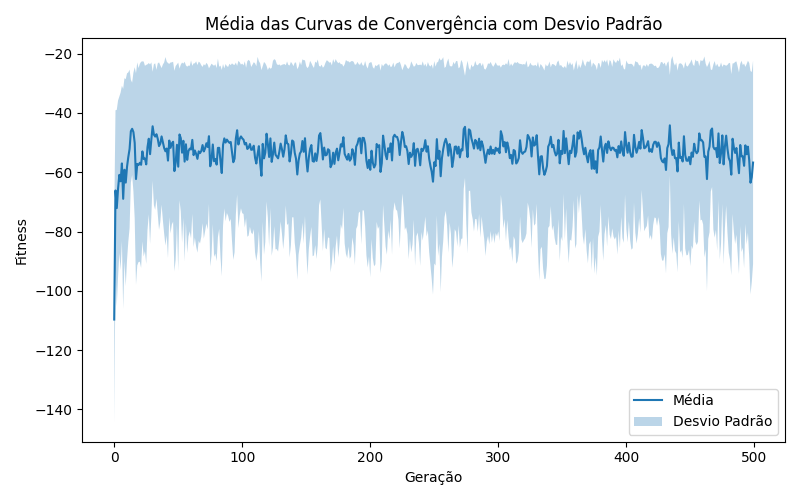 Média das Curvas de Convergência com Desvio Padrão
−20
−40
−60
−80
−100
−120
−140
Fitness
0 100 200 300 400 500
Geração
Média
Desvio Padrão